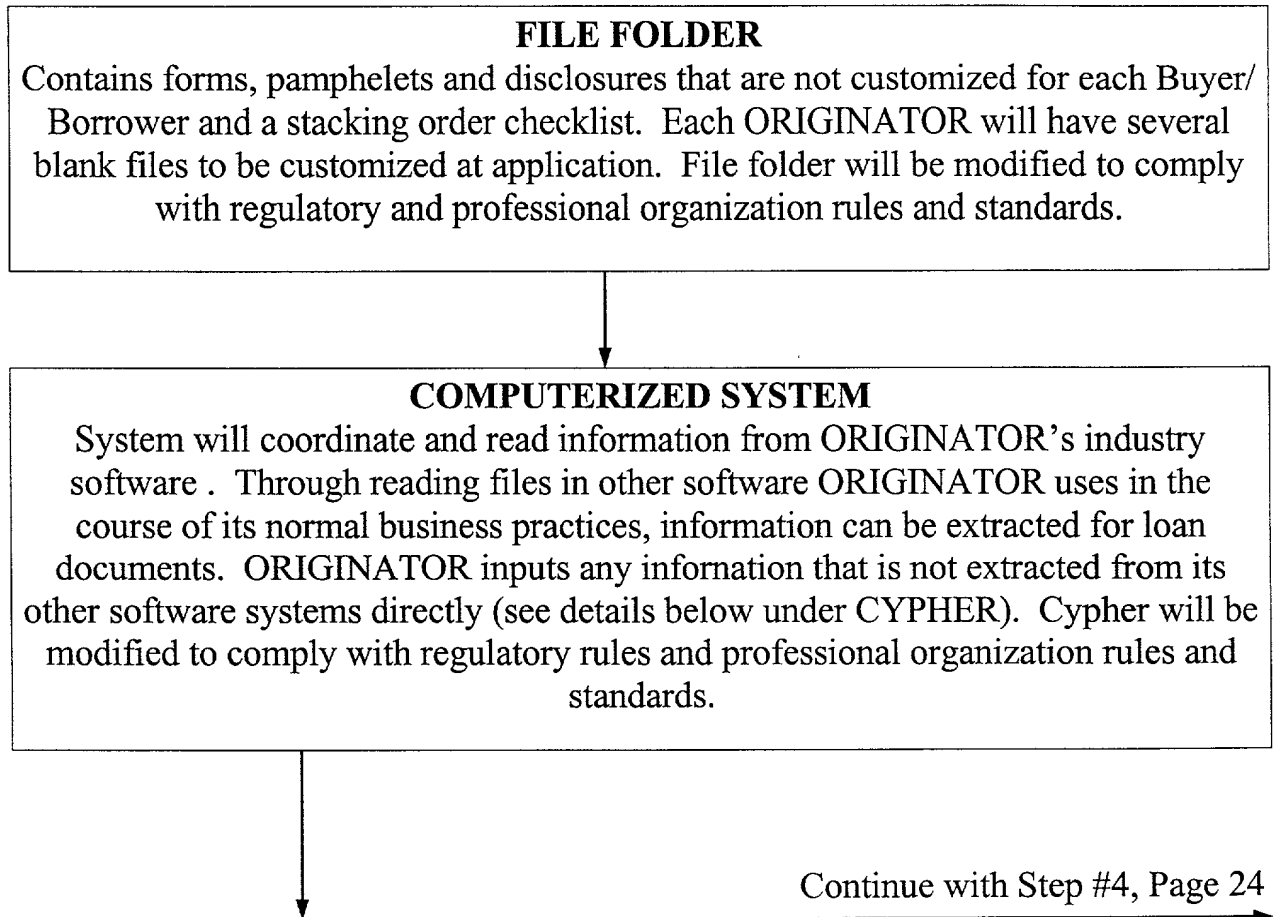 FILE FOLDER
Contains forms, pamphelets and disclosures that are not customized for each Buyer/
Borrower and a stacking order checklist. Each ORIGINATOR will have several
blank files to be customized at application. File folder will be modified to comply
with regulatory and professional organization rules and standards.
COMPUTERIZED SYSTEM
System will coordinate and read information from ORIGINATOR's industry
software . Through reading files in other software ORIGINATOR uses in the
course of its normal business practices, information can be extracted for loan
documents. ORIGINATOR inputs any infornation that is not extracted from its
other software systems directly (see details below under CYPHER). Cypher will be
modified to comply with regulatory rules and professional organization rules and
standards.
Continue with Step #4, Page 24